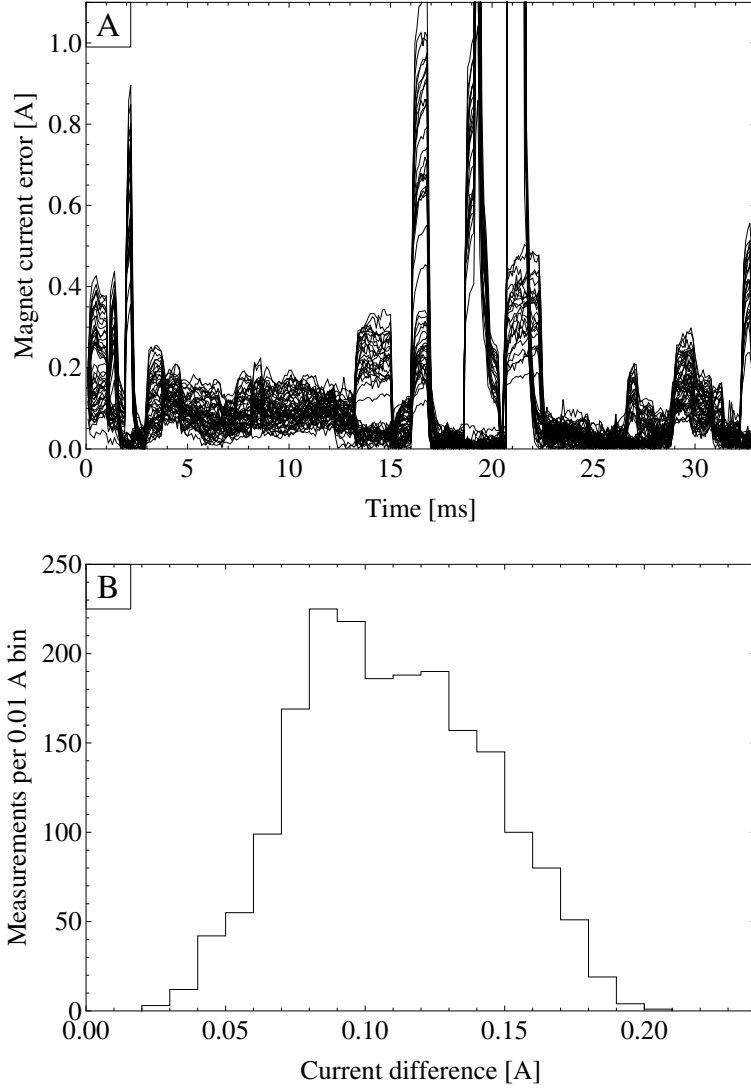 A
Magnet current error [A]
1.0
0.8
0.6
0.4
0.2
0.0
0 5 10 15 20 25 30
Time [ms]
B
Measurements per 0.01 A bin
250
200
150
100
50
0
0.00 0.05 0.10 0.15 0.20
Current difference [A]